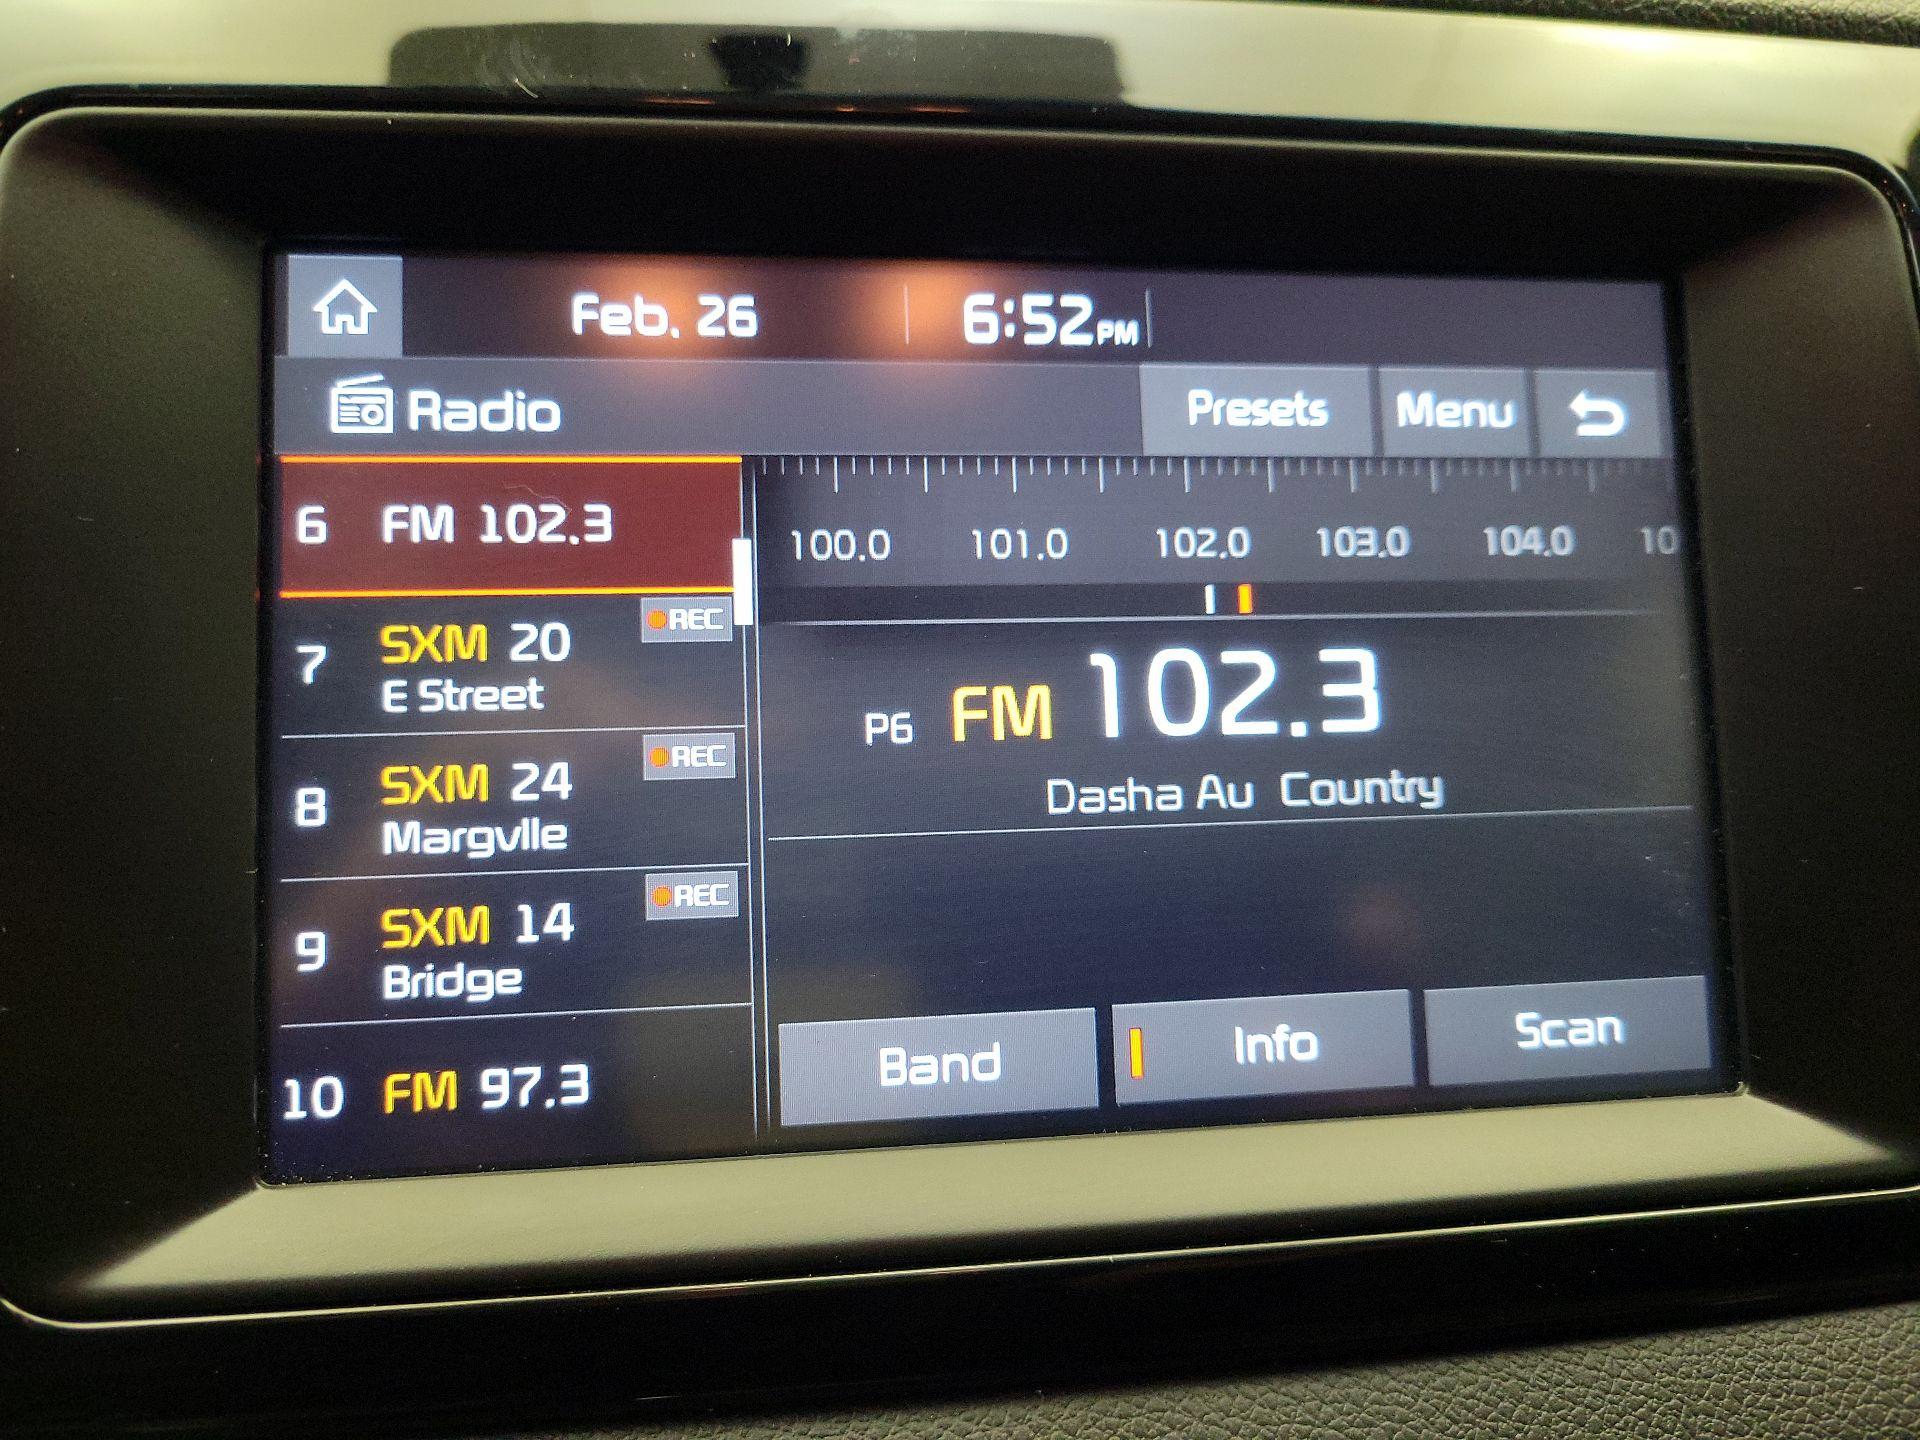 Feb. 26 6:52 PM
Radio Presets Menu
6 FM 102.3
7 SXM 20 REC
E Street
8 SXM 24 REC
Margvlle
9 SXM 14 REC
Bridge
10 FM 97.3
100.0 101.0 102.0 103.0 104.0 10
P6 FM 102.3
Dasha Au Country
Band Info Scan